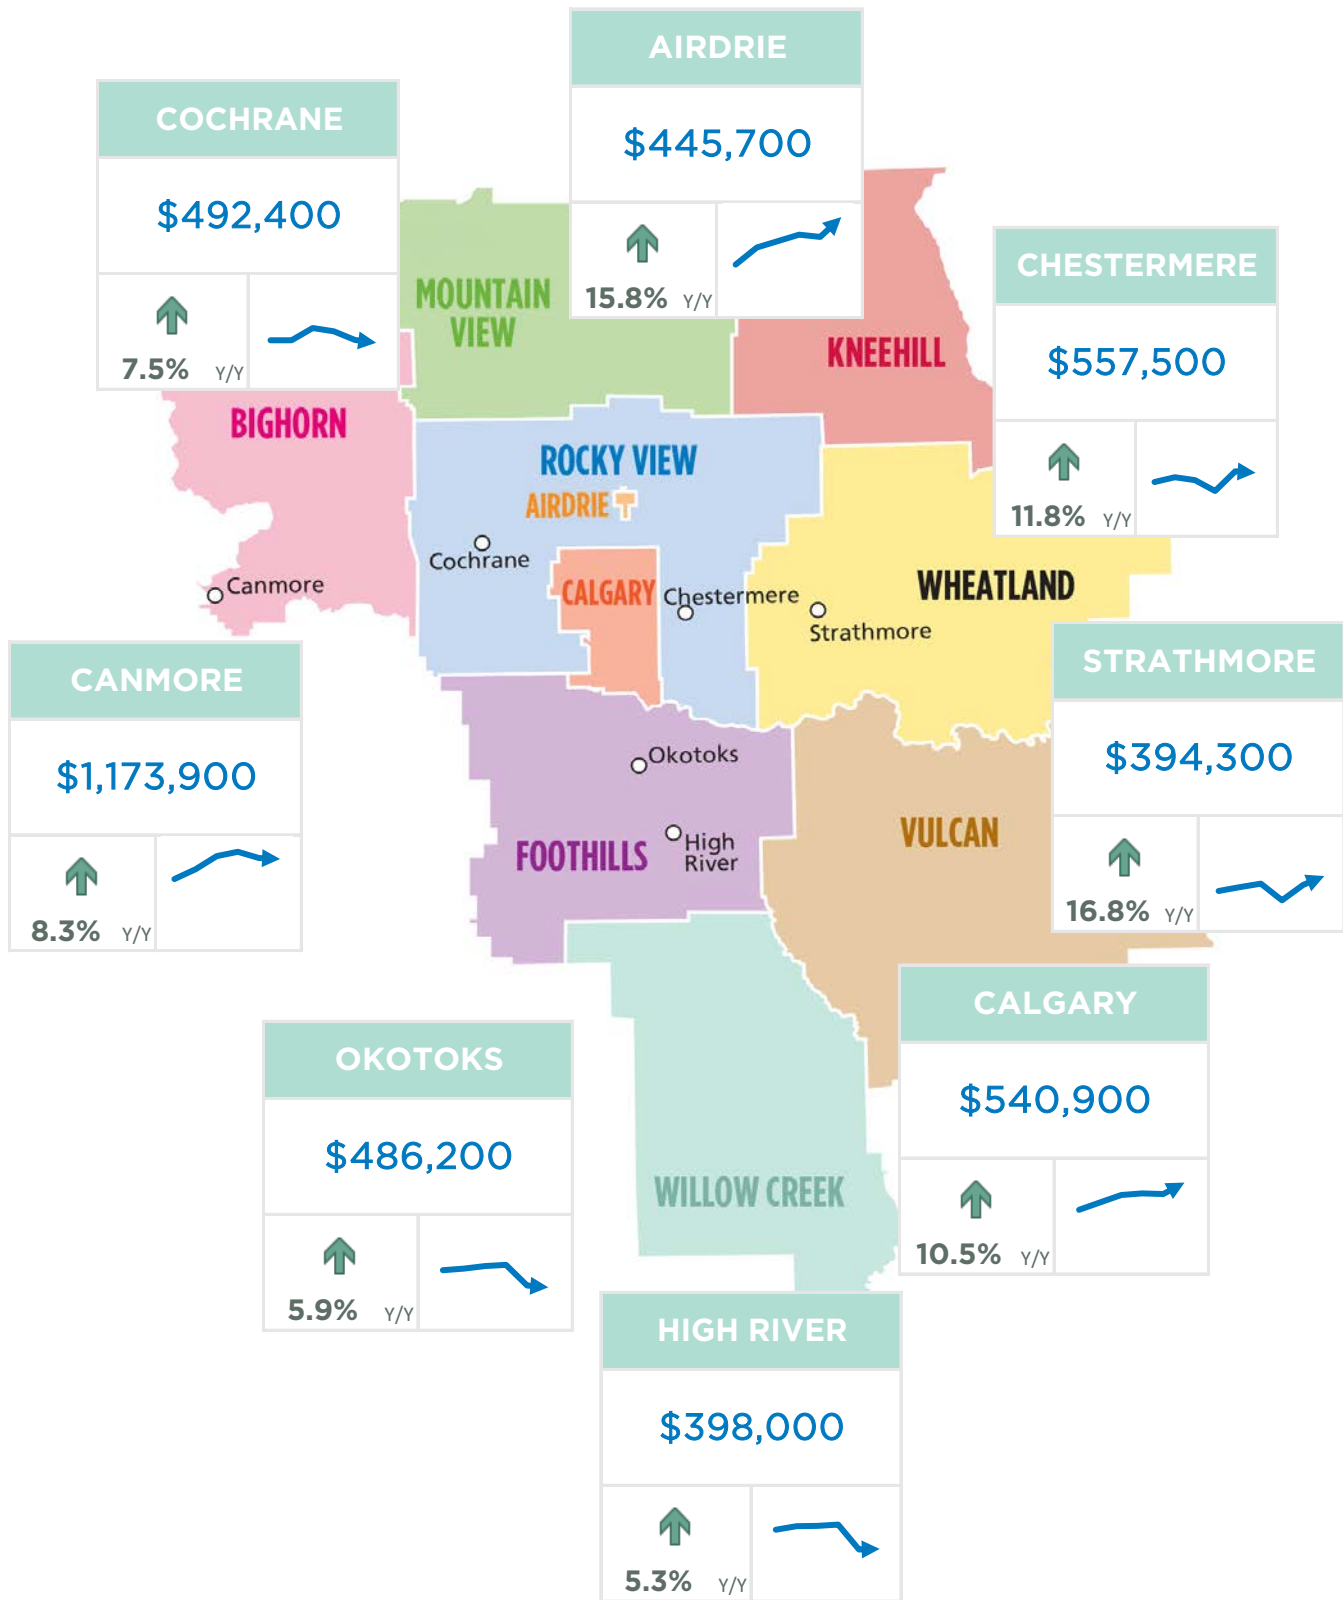 AIRDRIE
$445,700
15.8% Y/Y
COCHRANE
$492,400
7.5% Y/Y
CHESTERMERE
$557,500
11.8% Y/Y
MOUNTAIN
VIEW
KNEEHILL
BIGHORN
ROCKY VIEW
AIRDRIE
Cochrane
CALGARY
Chestermere
Canmore
WHEATLAND
Strathmore
CANMORE
$1,173,900
8.3% Y/Y
STRATHMORE
$394,300
16.8% Y/Y
Okotoks
High
River
FOOTHILLS
VULCAN
CALGARY
$540,900
10.5% Y/Y
OKOTOKS
$486,200
5.9% Y/Y
WILLOW CREEK
HIGH RIVER
$398,000
5.3% Y/Y